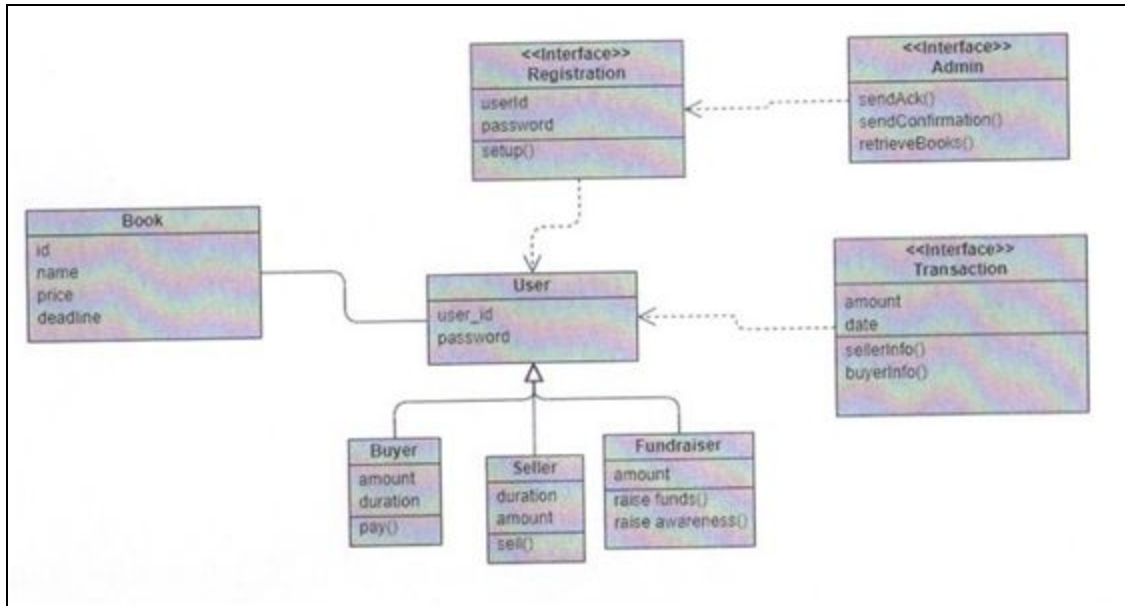 <<Interface>>
Registration
userId
password
setup()
<<Interface>>
Admin
sendAck()
sendConfirmation()
retrieveBooks()
Book
id
name
price
deadline
User
user_id
password
<<Interface>>
Transaction
amount
date
sellerInfo()
buyerInfo()
Buyer
amount
duration
pay()
Seller
duration
amount
sell()
Fundraiser
amount
raise funds()
raise awareness()